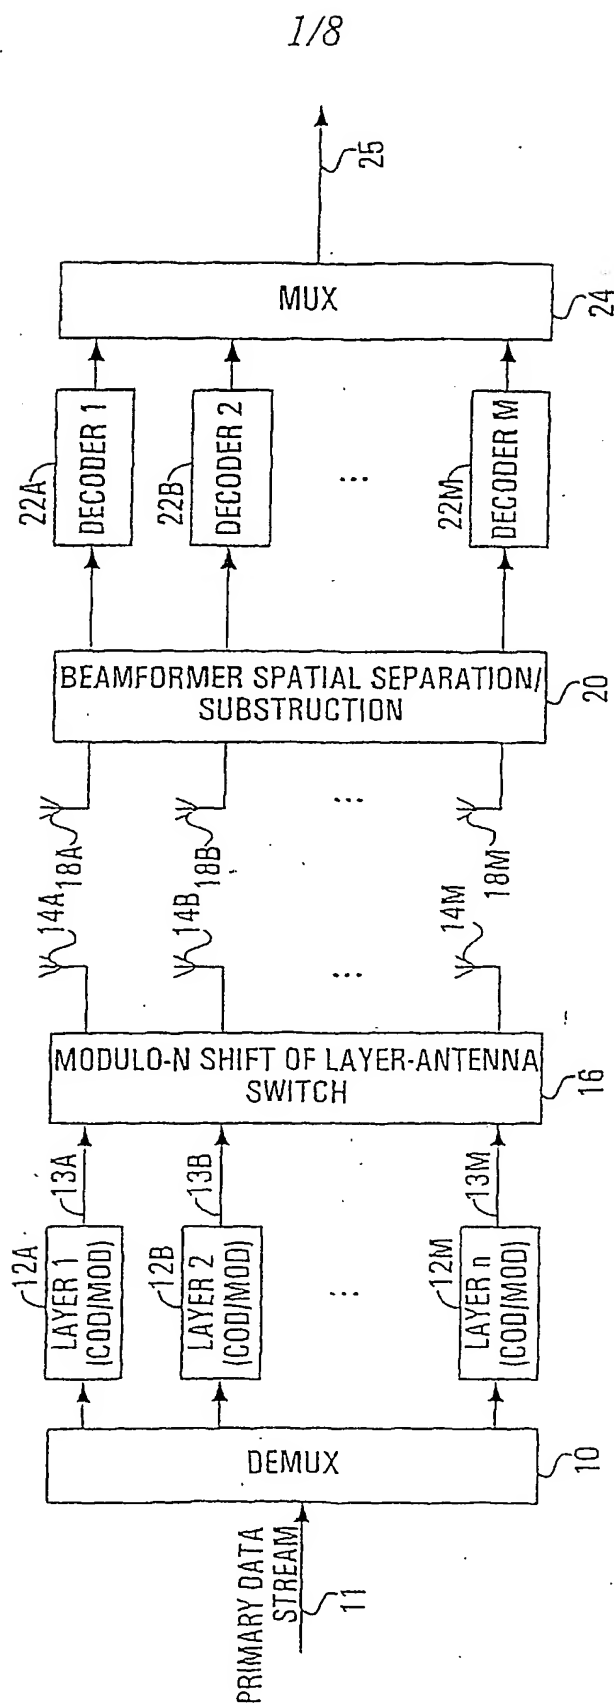 1/8
PRIMARY DATA
STREAM
11
DEMUX
10
12A
LAYER 1
(COD/MOD)
13A
12B
LAYER 2
(COD/MOD)
13B
...
12M
LAYER n
(COD/MOD)
13M
MODULO-N SHIFT OF LAYER-ANTENNA
SWITCH
16
14A
14B
...
14M
18A
18B
...
18M
BEAMFORMER SPATIAL SEPARATION/
SUBSTRUCTION
20
22A
DECODER 1
22B
DECODER 2
...
22M
DECODER M
MUX
24
25